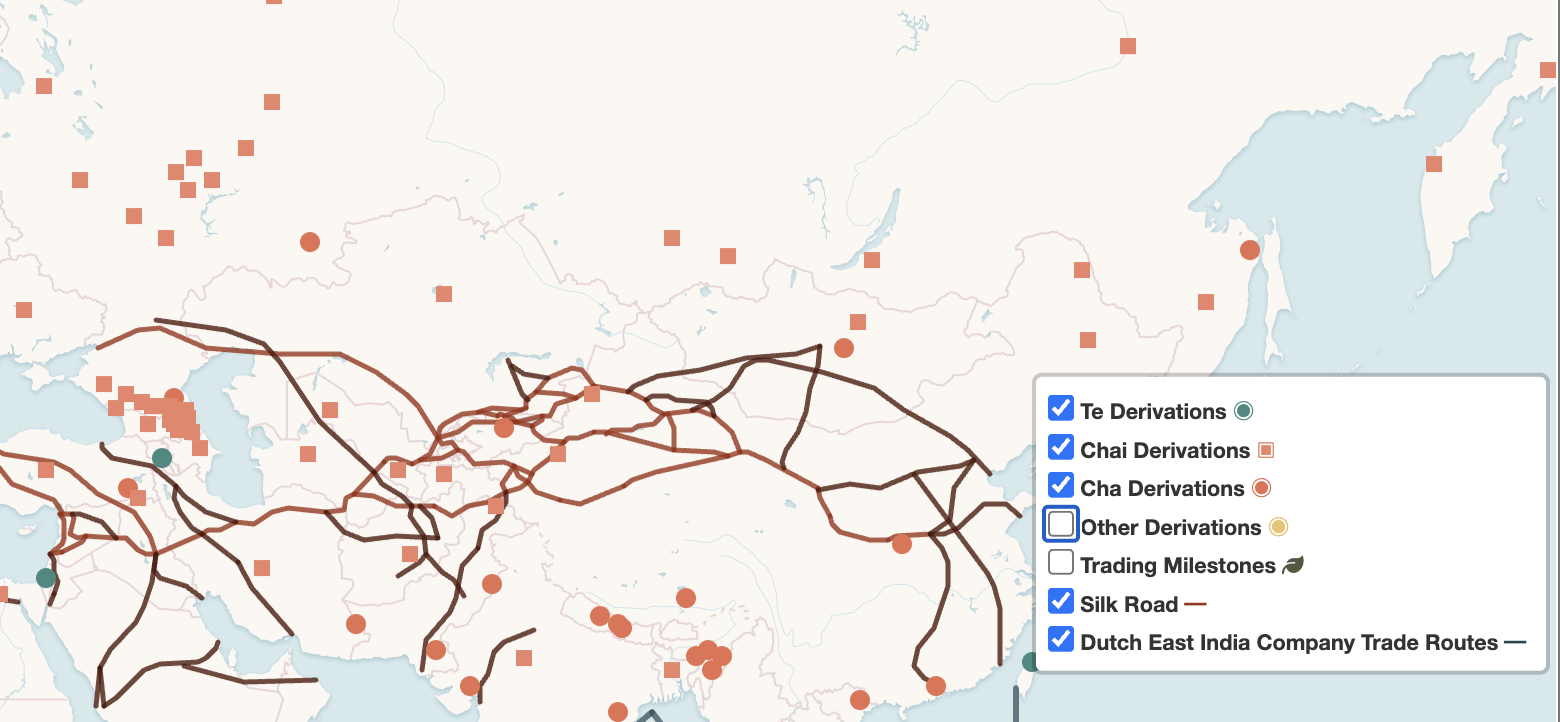 Te Derivations
Chai Derivations
Cha Derivations
Other Derivations
Trading Milestones
Silk Road
Dutch East India Company Trade Routes